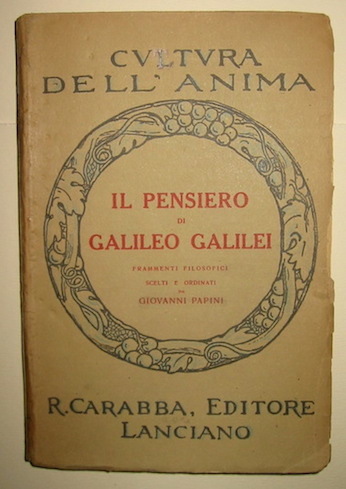 CVLTVRA
DELL'ANIMA
IL PENSIERO
DI
GALILEO GALILEI
FRAMMENTI FILOSOFICI
SCELTI E ORDINATI
DA
GIOVANNI PAPINI
R. CARABBA, EDITORE
LANCIANO